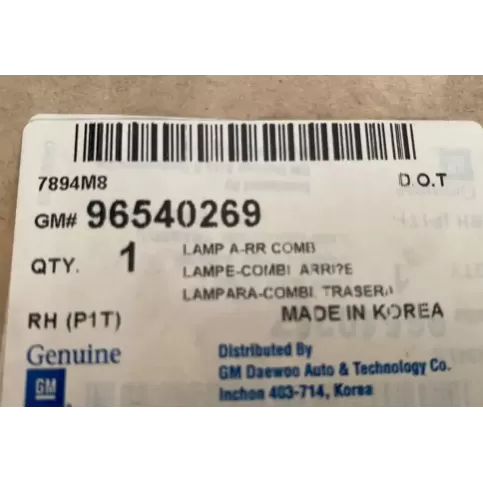 7894M8 D.O.T
GM# 96540269
QTY. 1 LAMP A-RR COMB
LAMPE-COMBI, ARRI?E
LAMPARA-COMBI, TRASERA
RH (P1T) MADE IN KOREA
Genuine
GM
Distributed By
GM Daewoo Auto & Technology Co.
Inchon 403-714, Korea